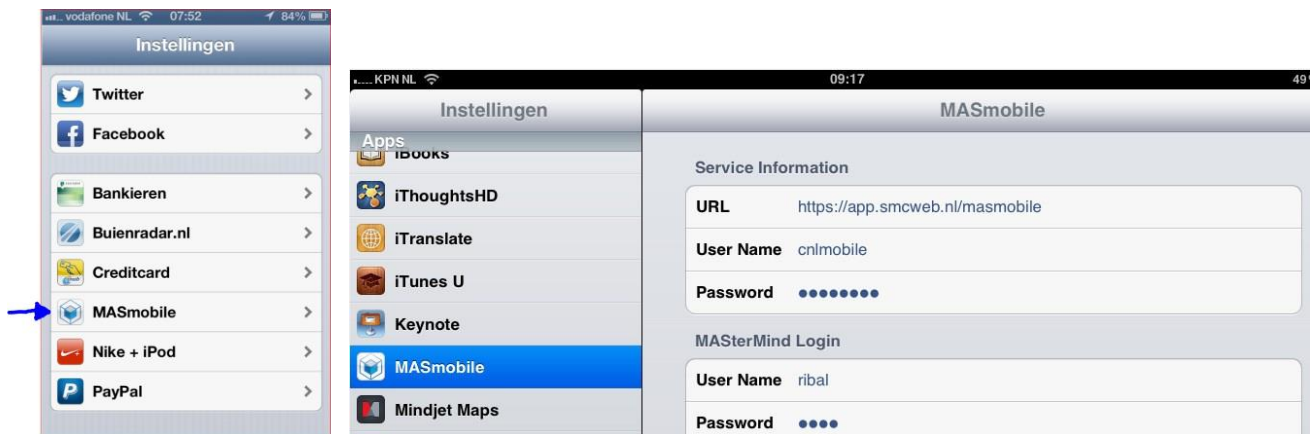 vodafone NL 07:52 84%
Instellingen
Twitter
Facebook
Bankieren
Buienradar.nl
Creditcard
MASmobile
Nike + iPod
PayPal
KPN NL 09:17 49
Instellingen
Apps
iBooks
iThoughtsHD
iTranslate
iTunes U
Keynote
MASmobile
Mindjet Maps
MASmobile
Service Information
URL https://app.smcweb.nl/masmobile
User Name cnlmobile
Password ●●●●●●●●
MASterMind Login
User Name ribal
Password ●●●●